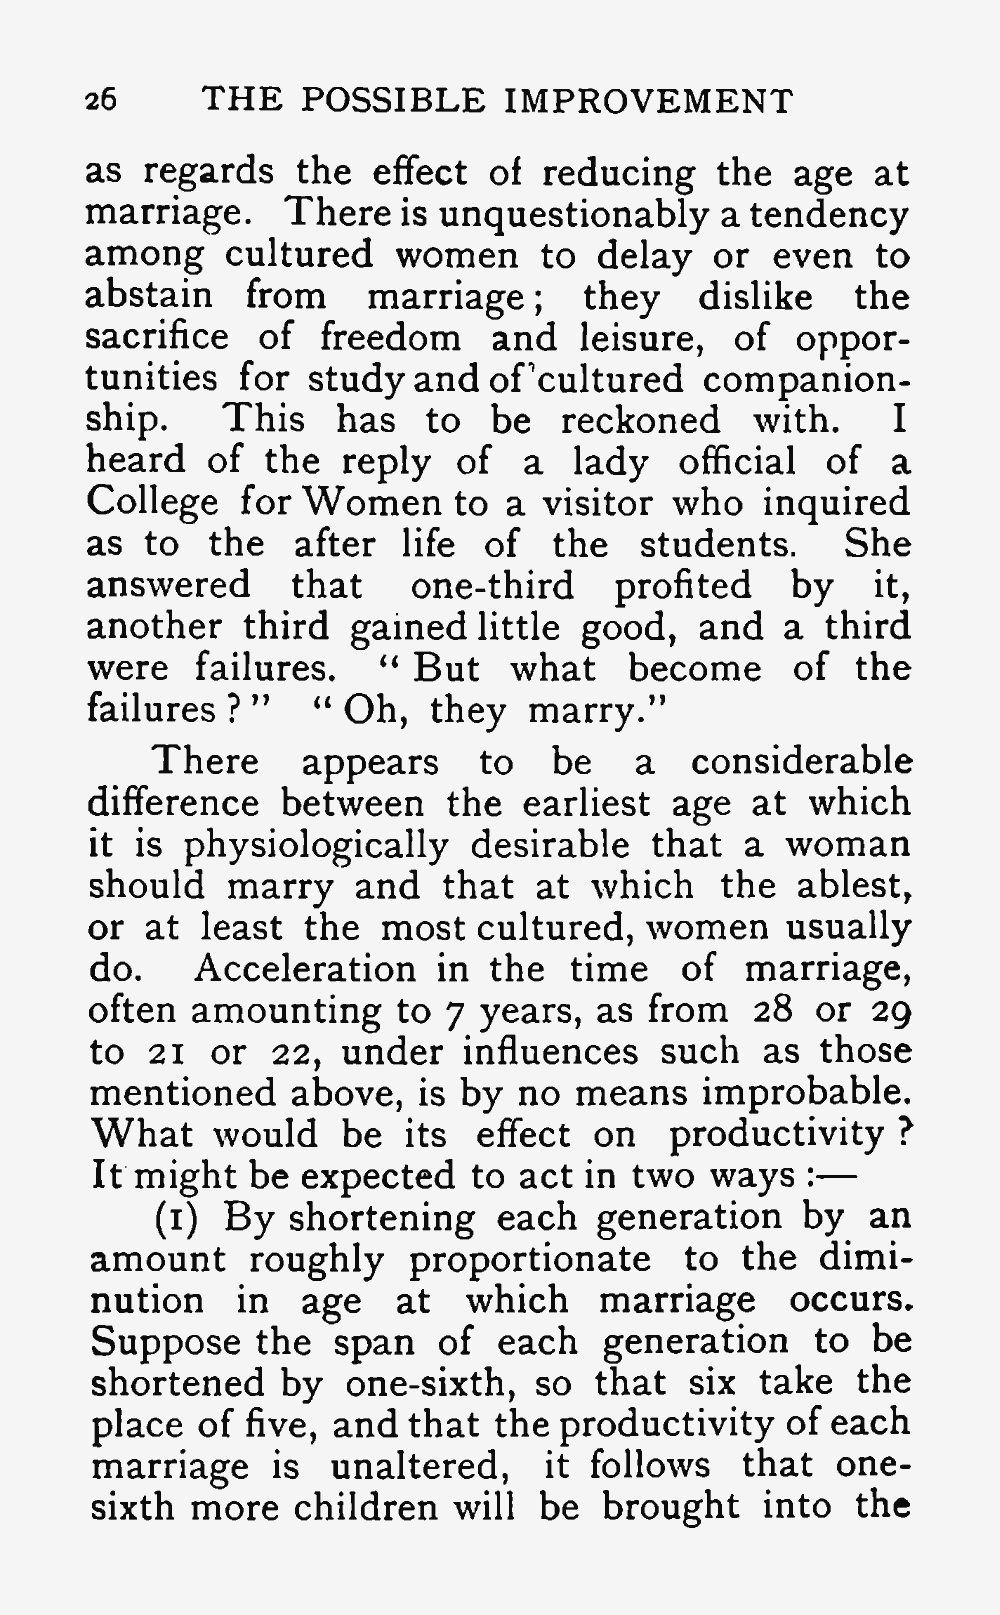 26 THE POSSIBLE IMPROVEMENT
as regards the effect of reducing the age at
marriage. There is unquestionably a tendency
among cultured women to delay or even to
abstain from marriage; they dislike the
sacrifice of freedom and leisure, of oppor-
tunities for study and of cultured companion-
ship. This has to be reckoned with. I
heard of the reply of a lady official of a
College for Women to a visitor who inquired
as to the after life of the students. She
answered that one-third profited by it,
another third gained little good, and a third
were failures. “ But what become of the
failures ? ” “ Oh, they marry.”
There appears to be a considerable
difference between the earliest age at which
it is physiologically desirable that a woman
should marry and that at which the ablest,
or at least the most cultured, women usually
do. Acceleration in the time of marriage,
often amounting to 7 years, as from 28 or 29
to 21 or 22, under influences such as those
mentioned above, is by no means improbable.
What would be its effect on productivity ?
It might be expected to act in two ways :—
(1) By shortening each generation by an
amount roughly proportionate to the dimi-
nution in age at which marriage occurs.
Suppose the span of each generation to be
shortened by one-sixth, so that six take the
place of five, and that the productivity of each
marriage is unaltered, it follows that one-
sixth more children will be brought into the